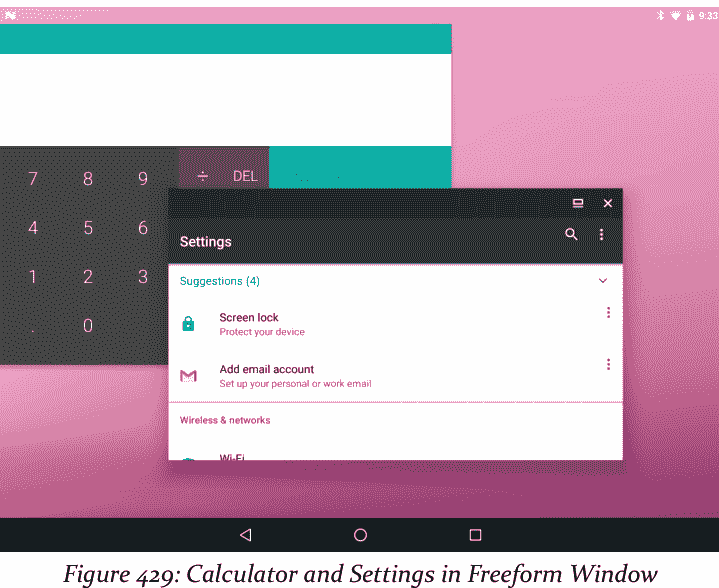 9:33
7 8 9 ÷ DEL
4 5 6
1 2 3
. 0
Settings
Suggestions (4)
Screen lock
Protect your device
Add email account
Set up your personal or work email
Wireless & networks
Wi-Fi
Figure 429: Calculator and Settings in Freeform Window